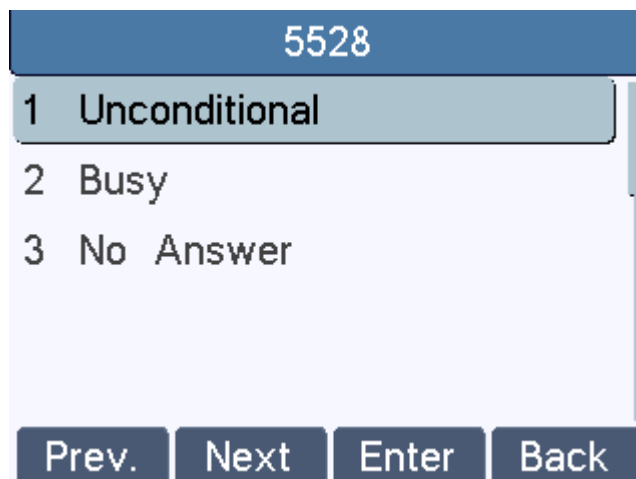 5528
1 Unconditional
2 Busy
3 No Answer
Prev. Next Enter Back